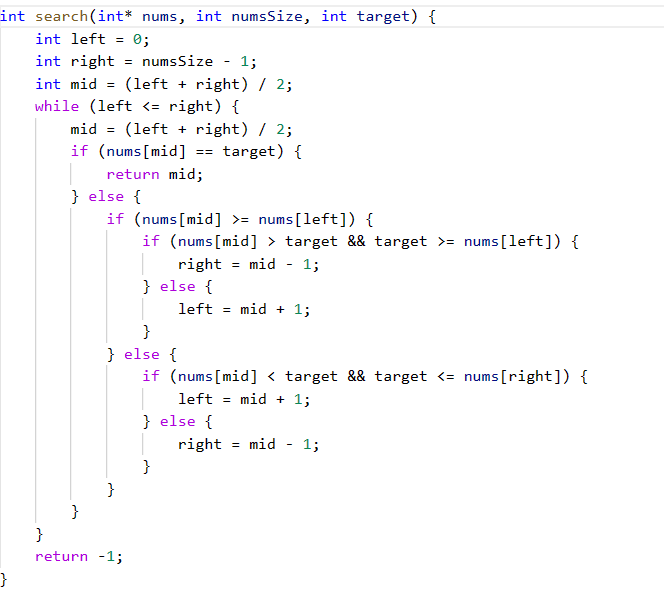 int search(int* nums, int numsSize, int target) {
    int left = 0;
    int right = numsSize - 1;
    int mid = (left + right) / 2;
    while (left <= right) {
        mid = (left + right) / 2;
        if (nums[mid] == target) {
            return mid;
        } else {
            if (nums[mid] >= nums[left]) {
                if (nums[mid] > target && target >= nums[left]) {
                    right = mid - 1;
                } else {
                    left = mid + 1;
                }
            } else {
                if (nums[mid] < target && target <= nums[right]) {
                    left = mid + 1;
                } else {
                    right = mid - 1;
                }
            }
        }
    }
    return -1;
}